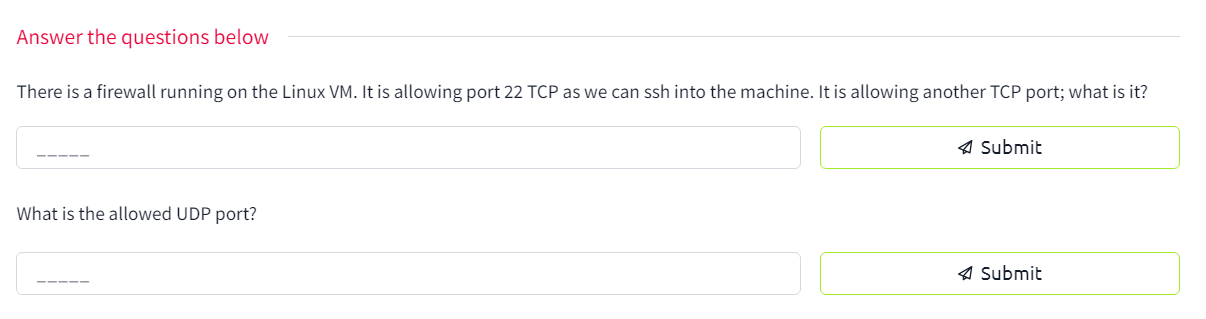 Answer the questions below
There is a firewall running on the Linux VM. It is allowing port 22 TCP as we can ssh into the machine. It is allowing another TCP port; what is it?
_____
Submit
What is the allowed UDP port?
_____
Submit